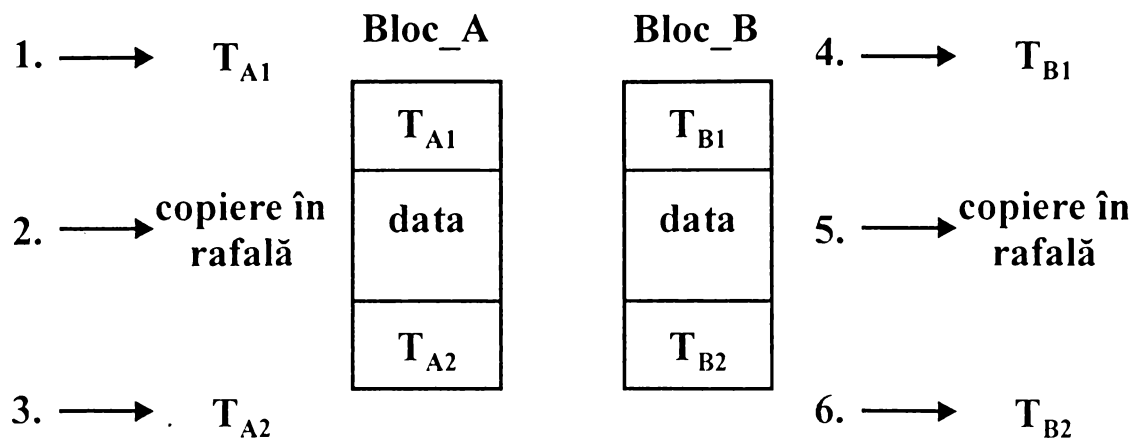 Bloc_A Bloc_B
1. T_A1 4. T_B1
T_A1 T_B1
2. copiere în rafală data data 5. copiere în rafală
T_A2 T_B2
3. T_A2 6. T_B2